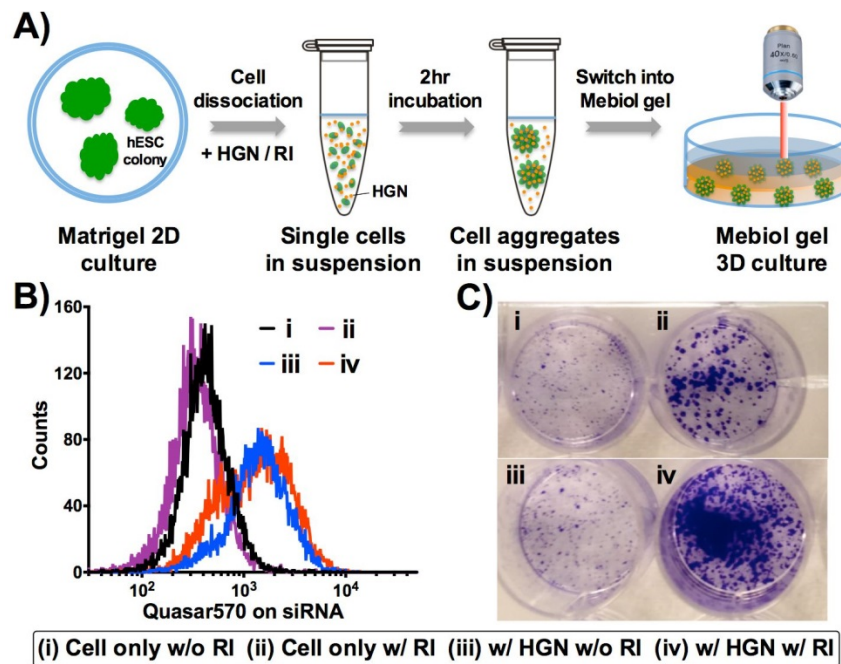 A)
hESC
colony
Cell
dissociation
+ HGN / RI
HGN
2hr
incubation
Switch into
Mebiol gel
Plan
Matrigel 2D
culture
Single cells
in suspension
Cell aggregates
in suspension
Mebiol gel
3D culture
B)
160
120
80
40
0
Counts
i
ii
iii
iv
10²
10³
10⁴
Quasar570 on siRNA
C)
i
ii
iii
iv
(i) Cell only w/o RI (ii) Cell only w/ RI (iii) w/ HGN w/o RI (iv) w/ HGN w/ RI